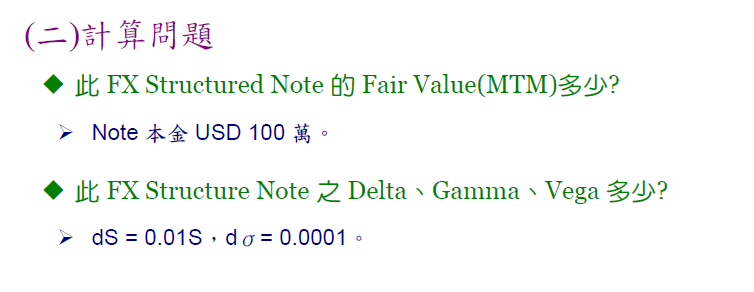 (二)計算問題
◆ 此 FX Structured Note 的 Fair Value(MTM)多少?
➢ Note 本金 USD 100 萬。
◆ 此 FX Structure Note 之 Delta、Gamma、Vega 多少?
➢ dS = 0.01S，dσ = 0.0001。